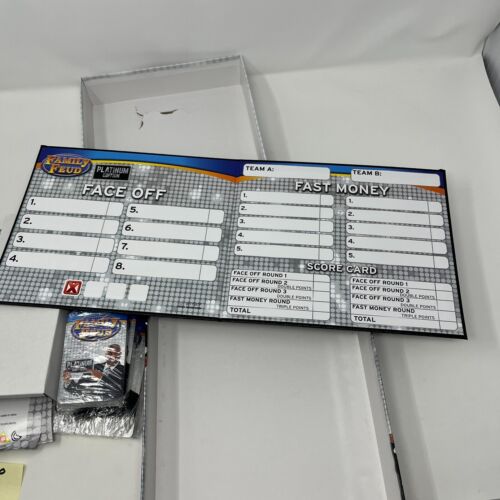 FAMILY
FEUD
PLATINUM
EDITION
TEAM A:
TEAM B:
FACE OFF
FAST MONEY
1.
2.
3.
4.
5.
6.
7.
8.
1.
2.
3.
4.
5.
1.
2.
3.
4.
5.
X
SCORE CARD
FACE OFF ROUND 1
FACE OFF ROUND 2
DOUBLE POINTS
FACE OFF ROUND 3
DOUBLE POINTS
FAST MONEY ROUND
TRIPLE POINTS
TOTAL
FACE OFF ROUND 1
FACE OFF ROUND 2
DOUBLE POINTS
FACE OFF ROUND 3
DOUBLE POINTS
FAST MONEY ROUND
TRIPLE POINTS
TOTAL
FAMILY
FEUD
PLATINUM